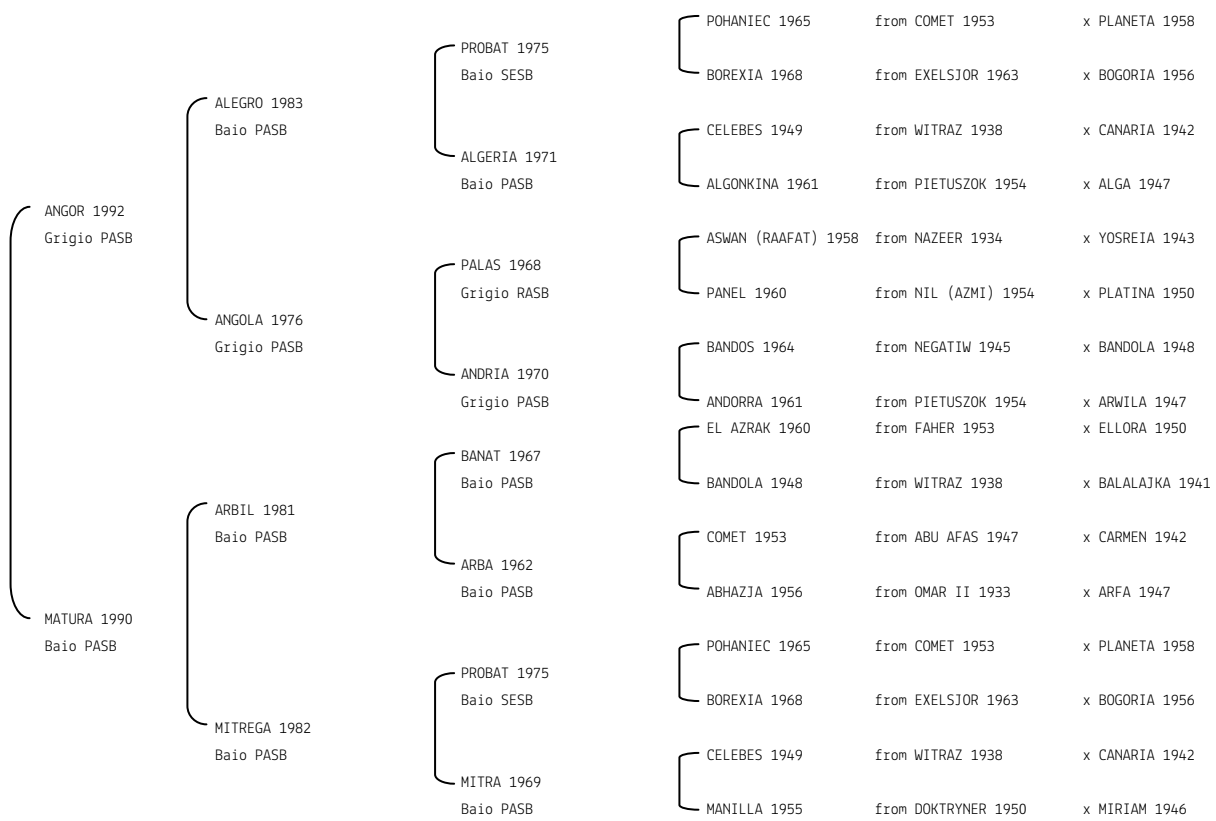 POHANIEC 1965 from COMET 1953 x PLANETA 1958
PROBAT 1975
Baio SESB
BOREXIA 1968 from EXELSJOR 1963 x BOGORIA 1956
ALEGRO 1983
Baio PASB
CELEBES 1949 from WITRAZ 1938 x CANARIA 1942
ALGERIA 1971
Baio PASB
ALGONKINA 1961 from PIETUSZOK 1954 x ALGA 1947
ANGOR 1992
Grigio PASB
ASWAN (RAAFAT) 1958 from NAZEER 1934 x YOSREIA 1943
PALAS 1968
Grigio RASB
PANEL 1960 from NIL (AZMI) 1954 x PLATINA 1950
ANGOLA 1976
Grigio PASB
BANDOS 1964 from NEGATIW 1945 x BANDOLA 1948
ANDRIA 1970
Grigio PASB
ANDORRA 1961 from PIETUSZOK 1954 x ARWILA 1947
EL AZRAK 1960 from FAHER 1953 x ELLORA 1950
BANAT 1967
Baio PASB
BANDOLA 1948 from WITRAZ 1938 x BALALAJKA 1941
ARBIL 1981
Baio PASB
COMET 1953 from ABU AFAS 1947 x CARMEN 1942
ARBA 1962
Baio PASB
ABHAZJA 1956 from OMAR II 1933 x ARFA 1947
MATURA 1990
Baio PASB
POHANIEC 1965 from COMET 1953 x PLANETA 1958
PROBAT 1975
Baio SESB
BOREXIA 1968 from EXELSJOR 1963 x BOGORIA 1956
MITREGA 1982
Baio PASB
CELEBES 1949 from WITRAZ 1938 x CANARIA 1942
MITRA 1969
Baio PASB
MANILLA 1955 from DOKTRYNER 1950 x MIRIAM 1946